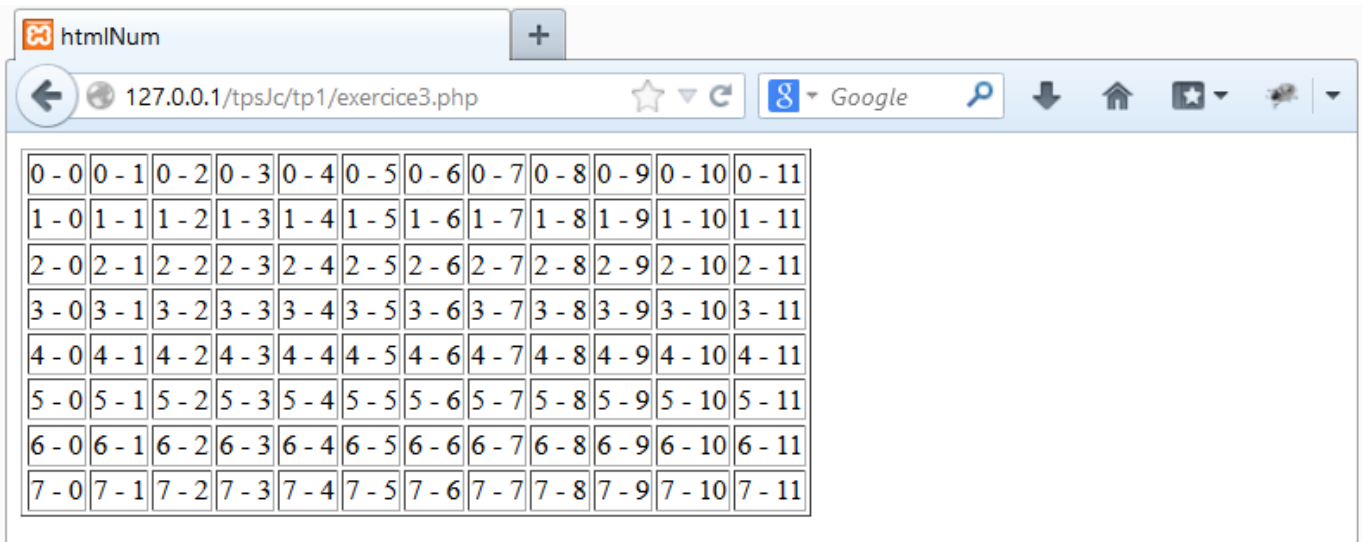 htmlNum
127.0.0.1/tpsJc/tp1/exercice3.php 8 Google
0 - 0 0 - 1 0 - 2 0 - 3 0 - 4 0 - 5 0 - 6 0 - 7 0 - 8 0 - 9 0 - 10 0 - 11
1 - 0 1 - 1 1 - 2 1 - 3 1 - 4 1 - 5 1 - 6 1 - 7 1 - 8 1 - 9 1 - 10 1 - 11
2 - 0 2 - 1 2 - 2 2 - 3 2 - 4 2 - 5 2 - 6 2 - 7 2 - 8 2 - 9 2 - 10 2 - 11
3 - 0 3 - 1 3 - 2 3 - 3 3 - 4 3 - 5 3 - 6 3 - 7 3 - 8 3 - 9 3 - 10 3 - 11
4 - 0 4 - 1 4 - 2 4 - 3 4 - 4 4 - 5 4 - 6 4 - 7 4 - 8 4 - 9 4 - 10 4 - 11
5 - 0 5 - 1 5 - 2 5 - 3 5 - 4 5 - 5 5 - 6 5 - 7 5 - 8 5 - 9 5 - 10 5 - 11
6 - 0 6 - 1 6 - 2 6 - 3 6 - 4 6 - 5 6 - 6 6 - 7 6 - 8 6 - 9 6 - 10 6 - 11
7 - 0 7 - 1 7 - 2 7 - 3 7 - 4 7 - 5 7 - 6 7 - 7 7 - 8 7 - 9 7 - 10 7 - 11